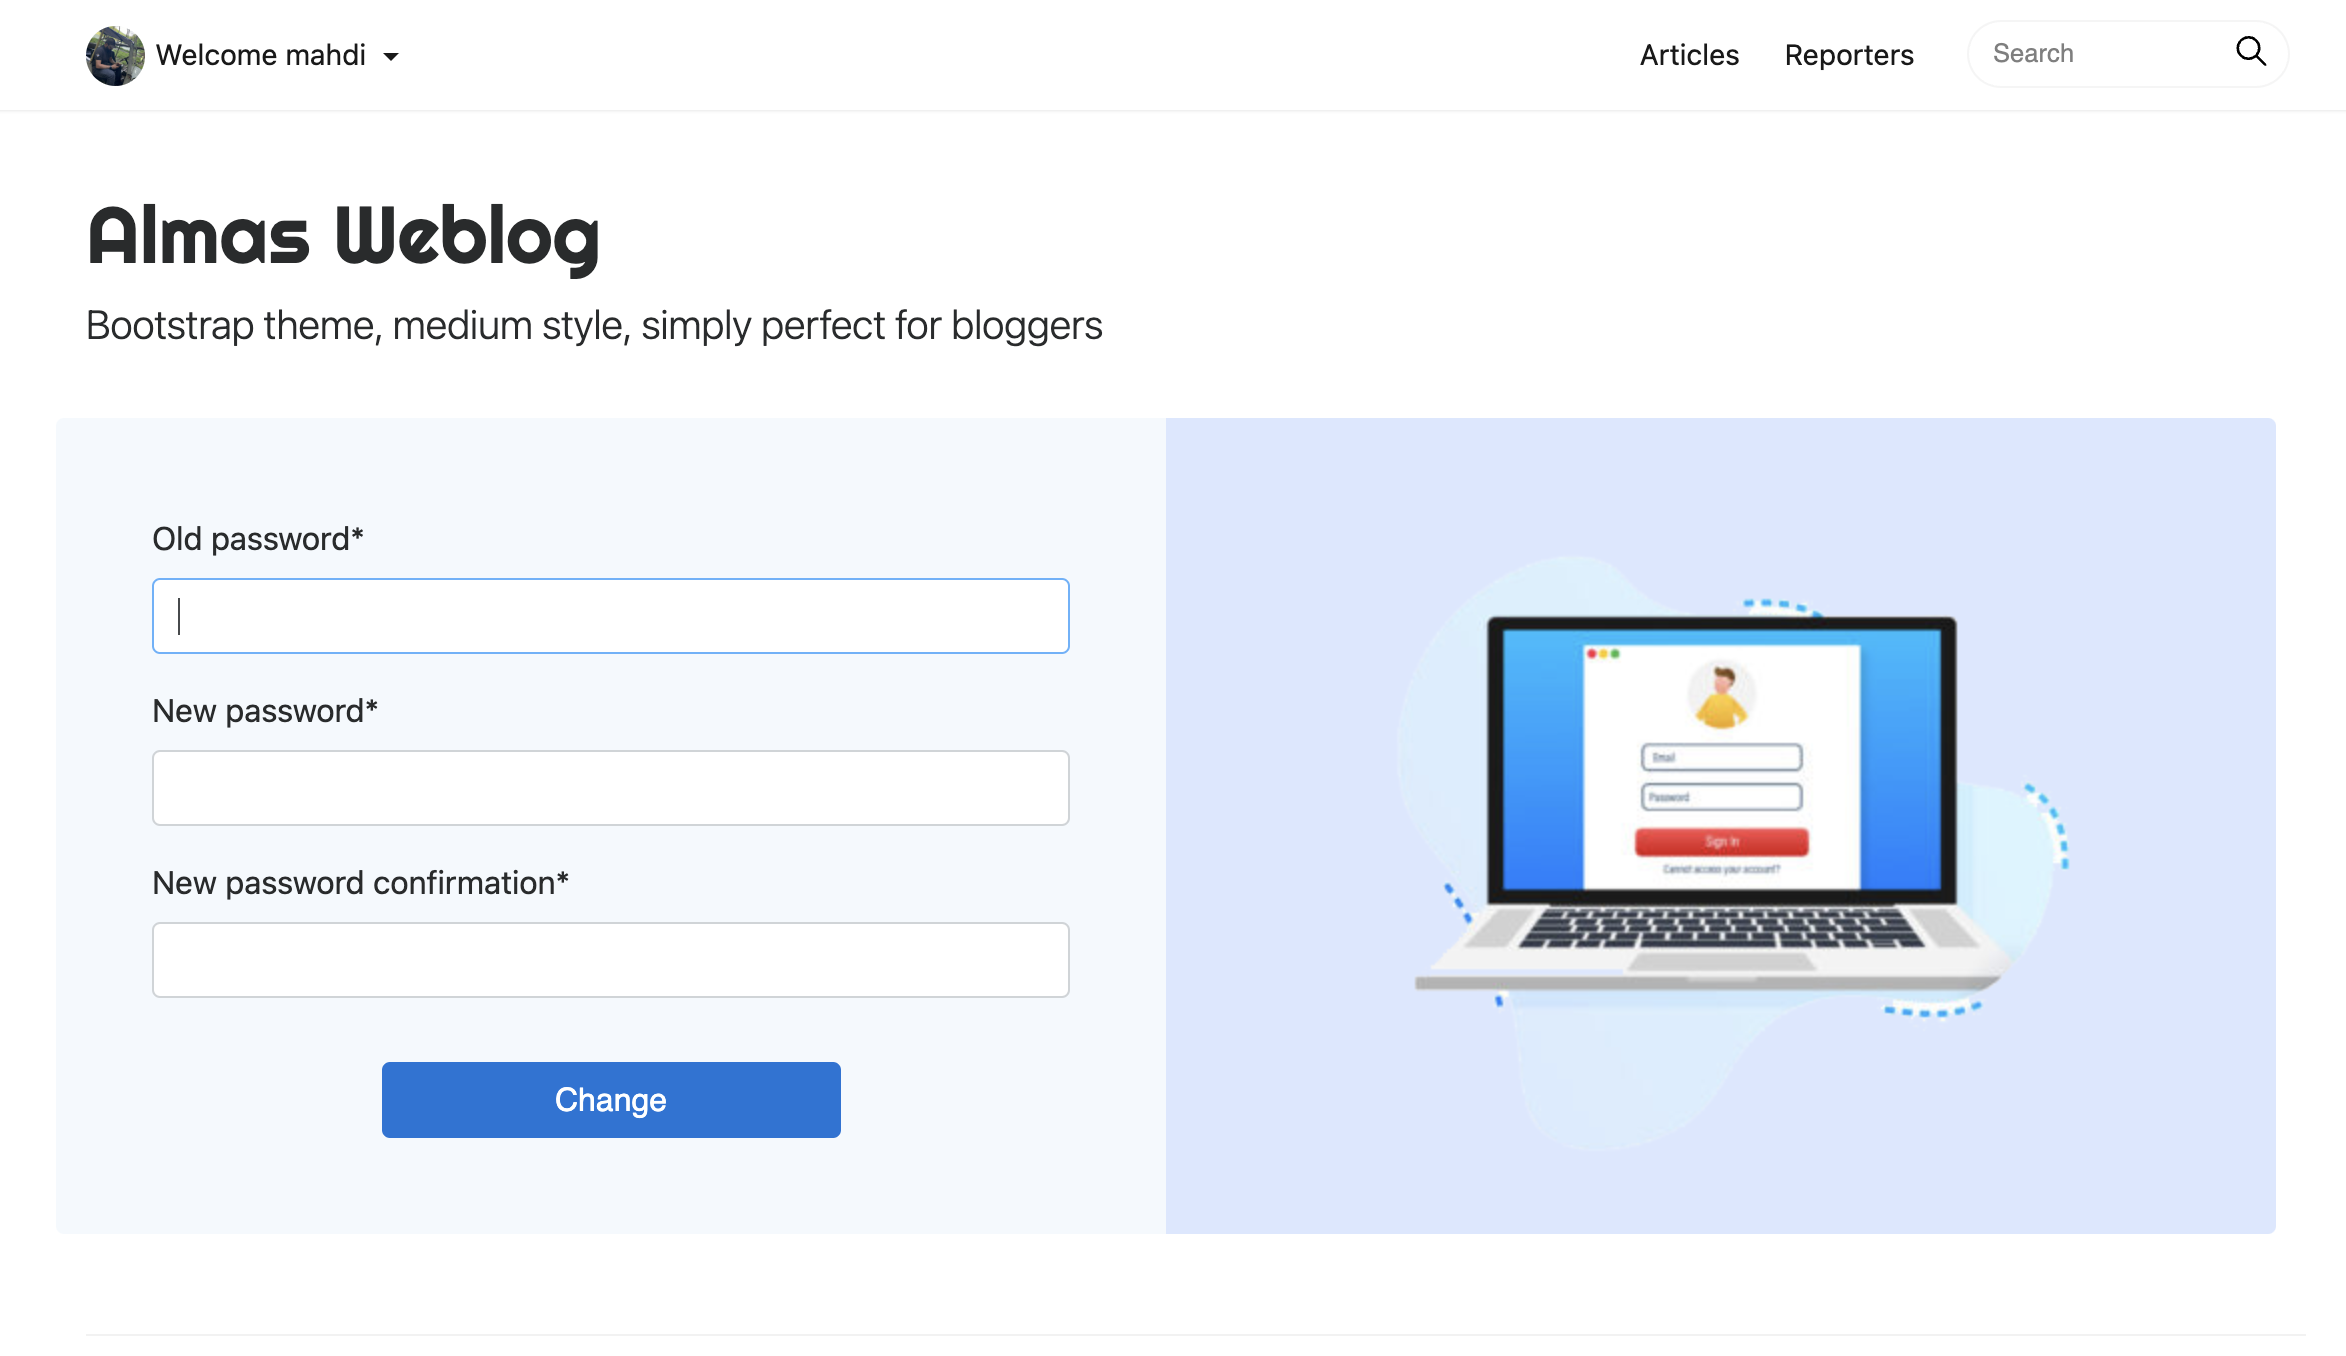 Welcome mahdi
Articles
Reporters
Search
Almas Weblog
Bootstrap theme, medium style, simply perfect for bloggers
Old password*
New password*
New password confirmation*
Change
Email
Password
Sign In
Cannot access your account?